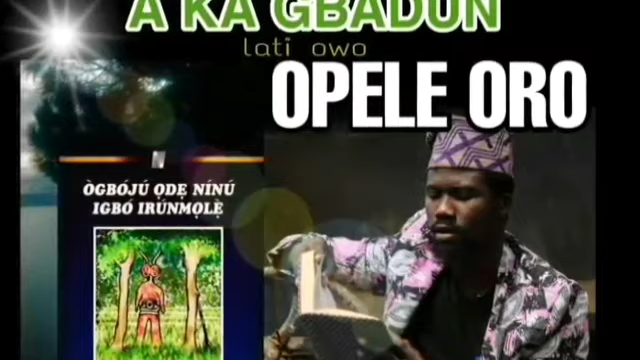 A KA GBADUN
lati owo
OPELE ORO
N
ÒGBÓJÚ ỌDẸ NÍNÚ
IGBÓ IRÚNMỌLẸ̀